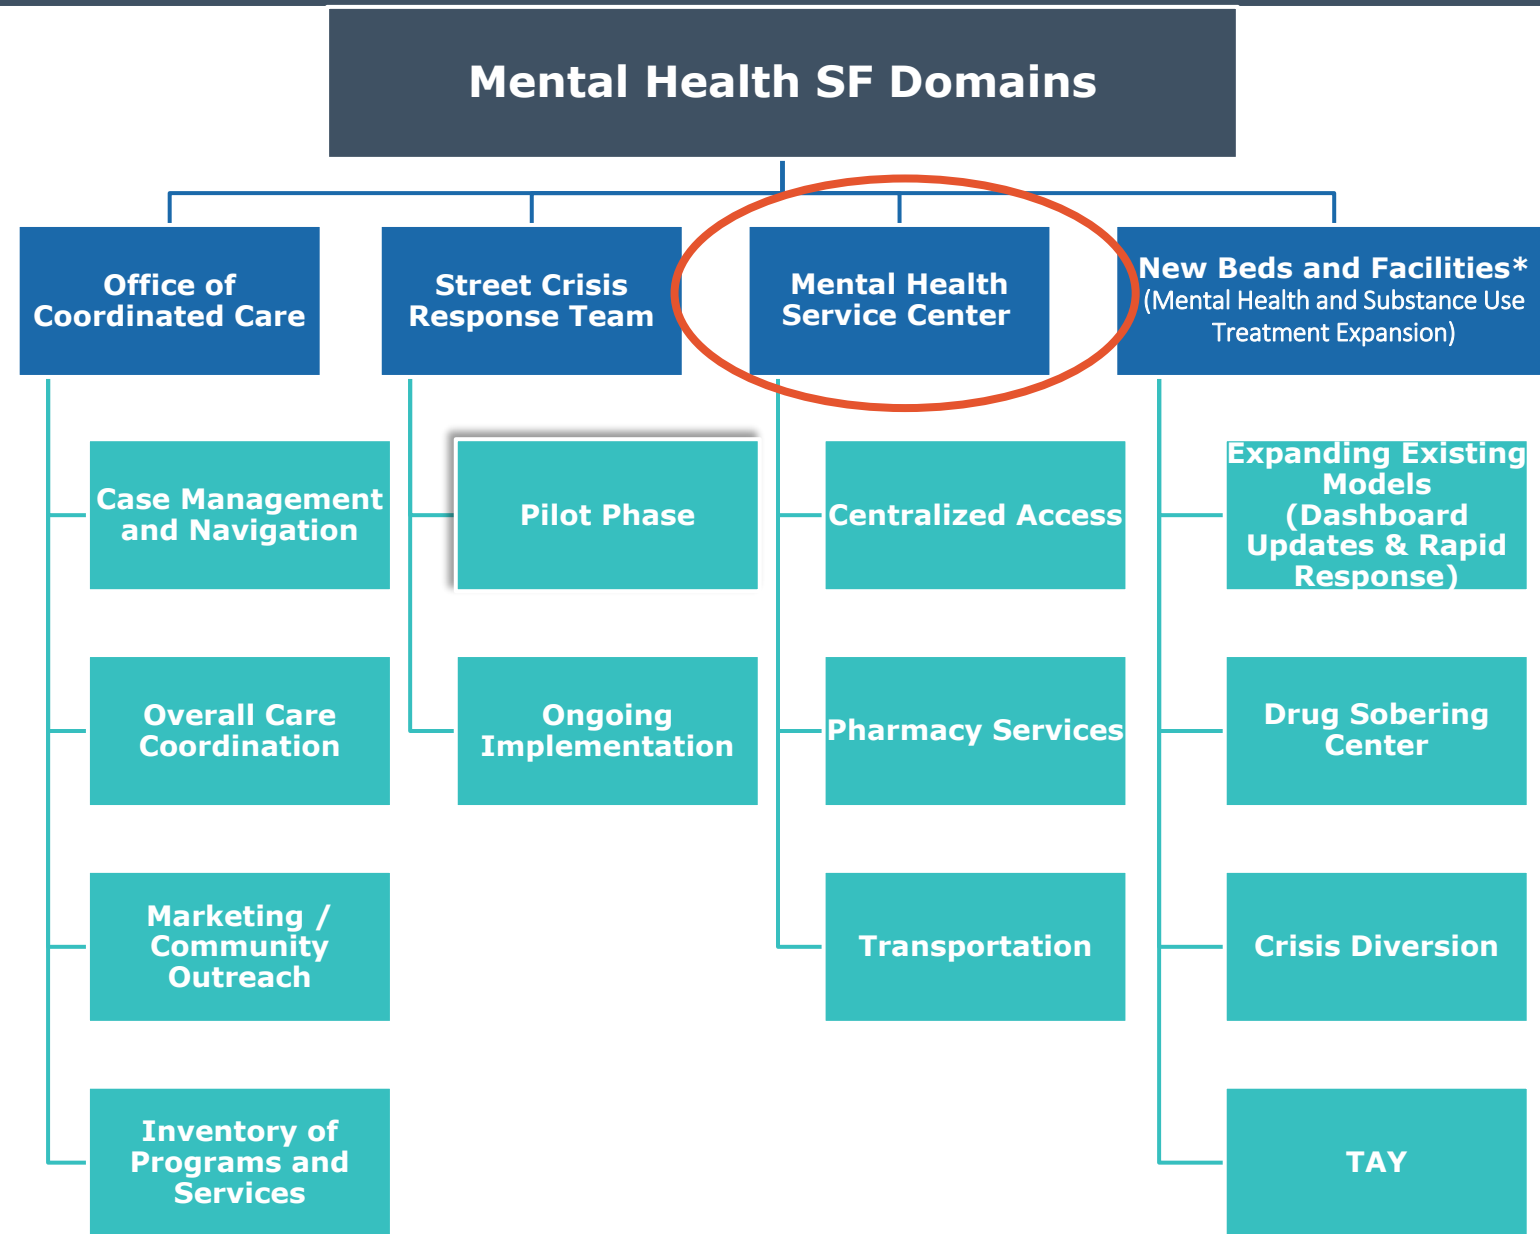 Mental Health SF Domains
Office of
Coordinated Care
Street Crisis
Response Team
Mental Health
Service Center
New Beds and Facilities*
(Mental Health and Substance Use
Treatment Expansion)
Case Management
and Navigation
Overall Care
Coordination
Marketing /
Community
Outreach
Inventory of
Programs and
Services
Pilot Phase
Ongoing
Implementation
Centralized Access
Pharmacy Services
Transportation
Expanding Existing
Models
(Dashboard
Updates & Rapid
Response)
Drug Sobering
Center
Crisis Diversion
TAY